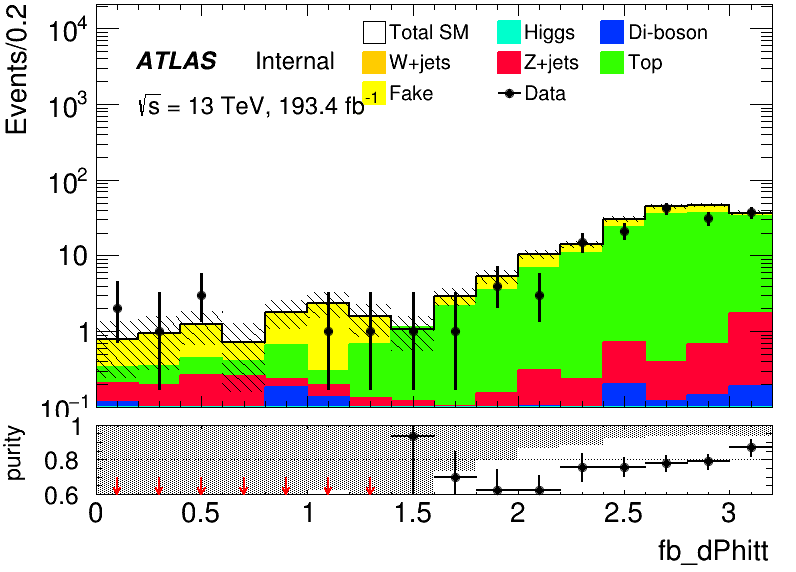 Events/0.2
10⁴
10³
10²
10
1
10⁻¹
ATLAS Internal
√s = 13 TeV, 193.4 fb⁻¹
Total SM
Higgs
Di-boson
W+jets
Z+jets
Top
Fake
Data
purity
1
0.8
0.6
0
0.5
1
1.5
2
2.5
3
fb_dPhitt